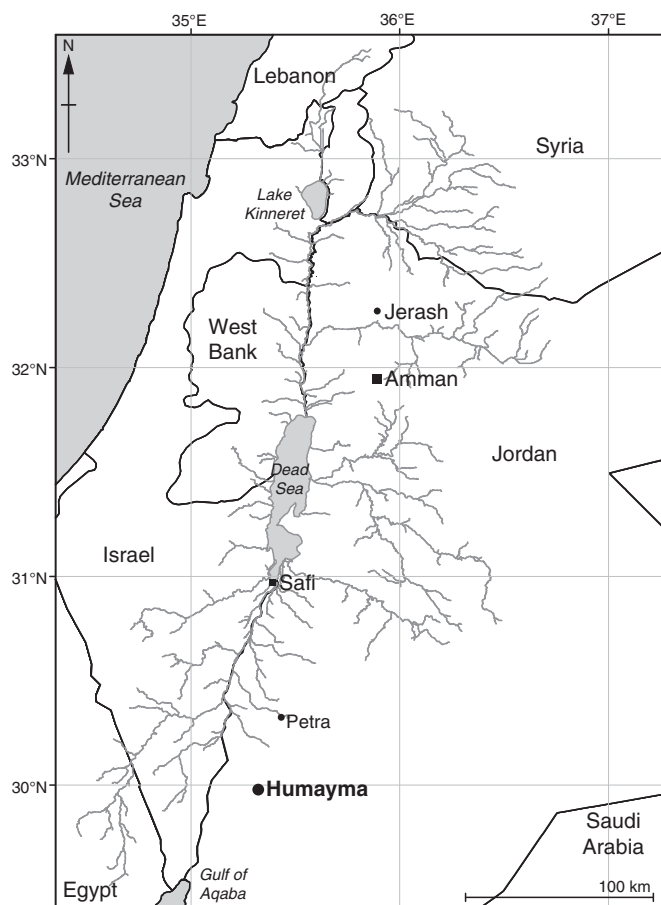 35°E
36°E
37°E
N
Lebanon
Syria
33°N
Mediterranean
Sea
Lake
Kinneret
Jerash
West
Bank
32°N
Amman
Jordan
Dead
Sea
Israel
31°N
Safi
Petra
30°N
Humayma
Saudi
Arabia
Gulf of
Aqaba
Egypt
100 km